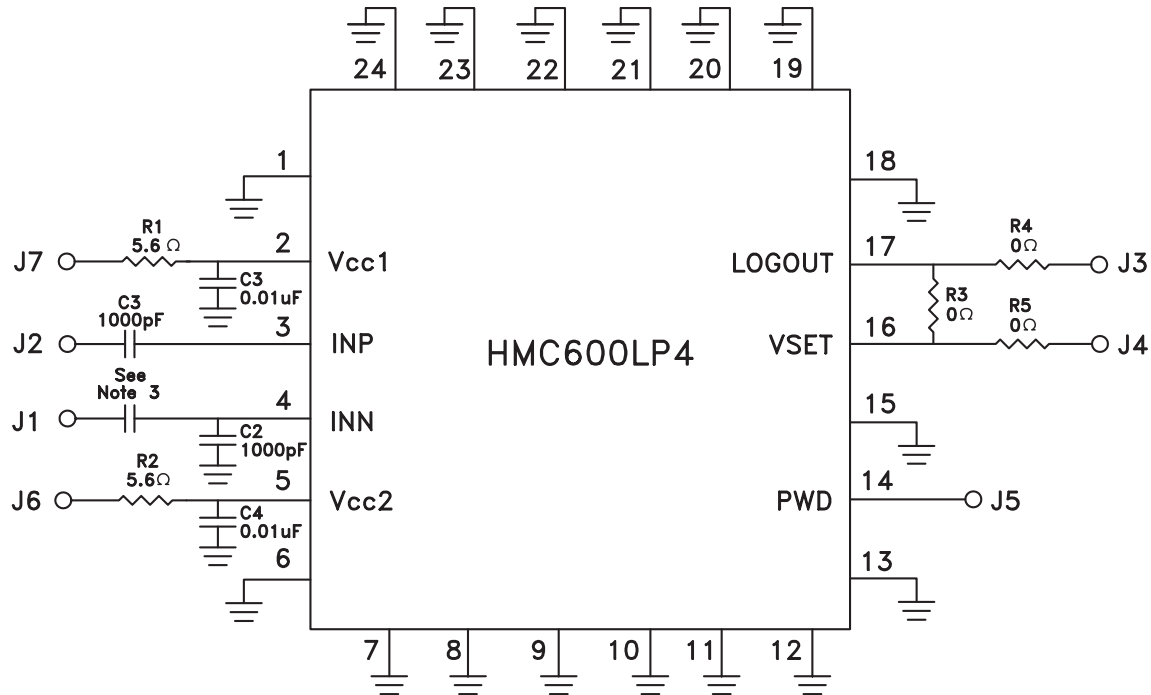 24 23 22 21 20 19
1
18
R1
5.6 Ω
R4
0Ω
J7
2
Vcc1
LOGOUT
17
J3
C3
0.01uF
R3
0Ω
C3
1000pF
R5
0Ω
J2
3
INP
HMC600LP4
VSET
16
J4
See
Note 3
J1
4
INN
15
C2
1000pF
R2
5.6Ω
J6
5
Vcc2
PWD
14
J5
C4
0.01uF
6
13
7 8 9 10 11 12